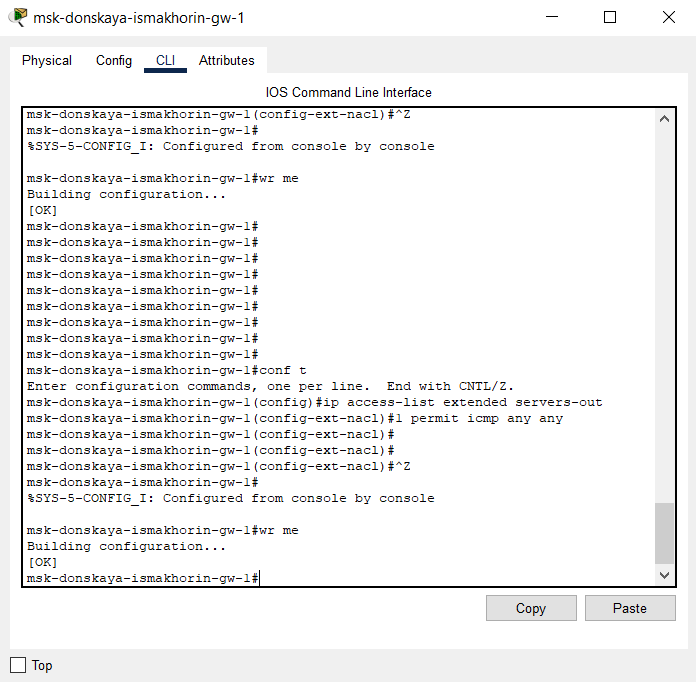 msk-donskaya-ismakhorin-gw-1
Physical Config CLI Attributes
IOS Command Line Interface
msk-donskaya-ismakhorin-gw-1(config-ext-nacl)#^Z
msk-donskaya-ismakhorin-gw-1#
%SYS-5-CONFIG_I: Configured from console by console
msk-donskaya-ismakhorin-gw-1#wr me
Building configuration...
[OK]
msk-donskaya-ismakhorin-gw-1#
msk-donskaya-ismakhorin-gw-1#
msk-donskaya-ismakhorin-gw-1#
msk-donskaya-ismakhorin-gw-1#
msk-donskaya-ismakhorin-gw-1#
msk-donskaya-ismakhorin-gw-1#
msk-donskaya-ismakhorin-gw-1#
msk-donskaya-ismakhorin-gw-1#
msk-donskaya-ismakhorin-gw-1#
msk-donskaya-ismakhorin-gw-1#conf t
Enter configuration commands, one per line.  End with CNTL/Z.
msk-donskaya-ismakhorin-gw-1(config)#ip access-list extended servers-out
msk-donskaya-ismakhorin-gw-1(config-ext-nacl)#1 permit icmp any any
msk-donskaya-ismakhorin-gw-1(config-ext-nacl)#
msk-donskaya-ismakhorin-gw-1(config-ext-nacl)#
msk-donskaya-ismakhorin-gw-1(config-ext-nacl)#^Z
msk-donskaya-ismakhorin-gw-1#
%SYS-5-CONFIG_I: Configured from console by console
msk-donskaya-ismakhorin-gw-1#wr me
Building configuration...
[OK]
msk-donskaya-ismakhorin-gw-1#
Copy Paste
Top